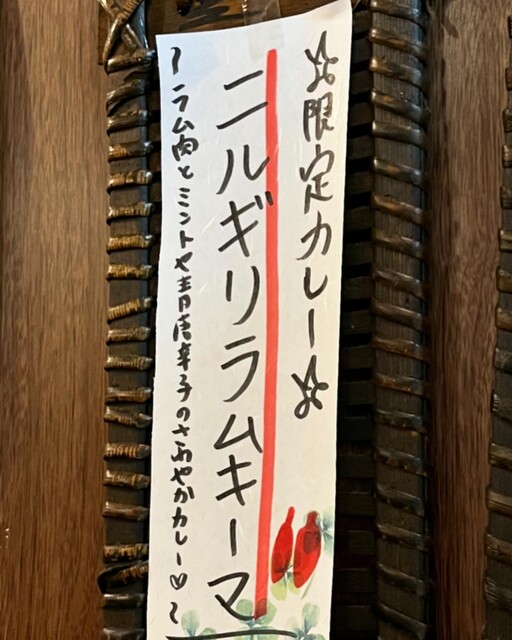 ☆限定カレー☆
ニルギリラムキーマ
〜ラム肉とミントや青唐辛子のさわやかカレー♡〜